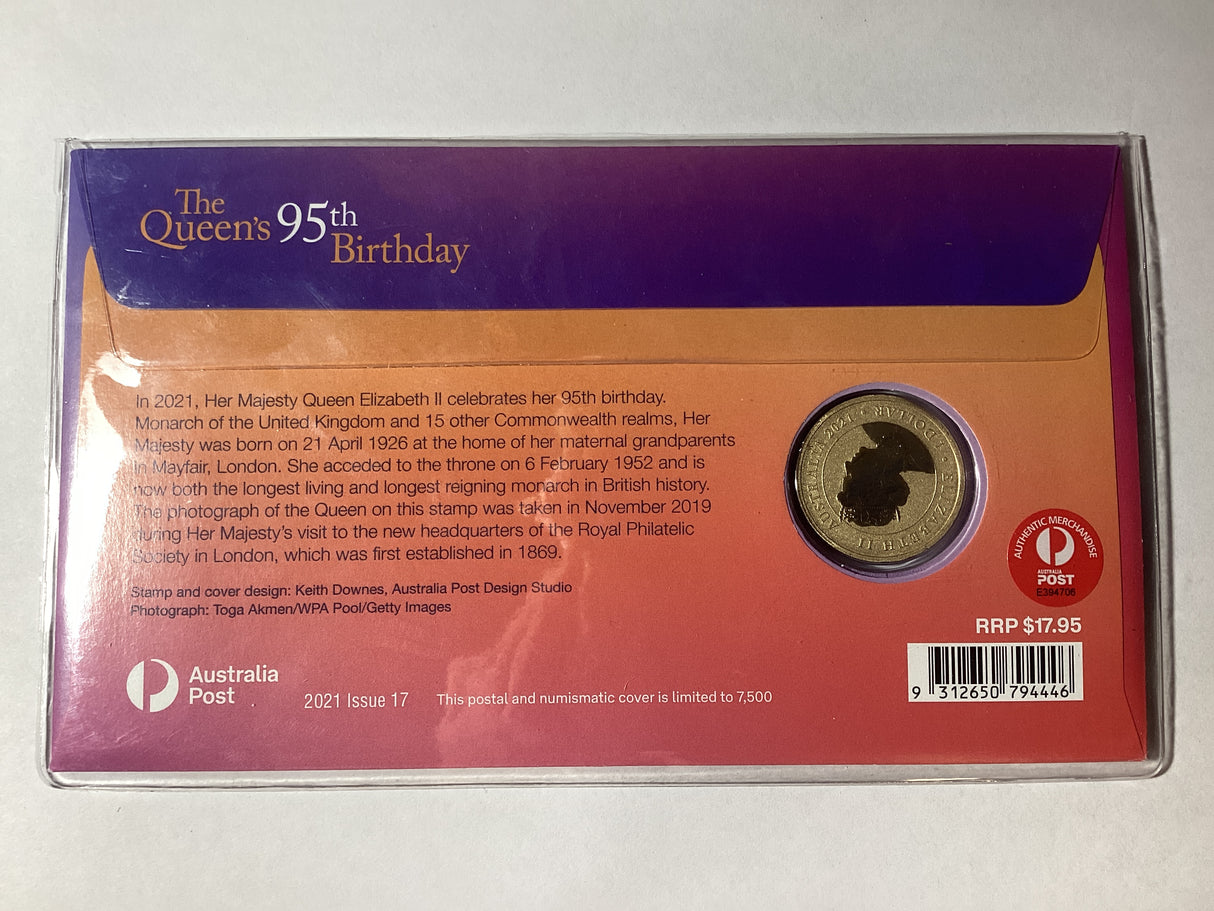 The
Queen's 95th
Birthday
In 2021, Her Majesty Queen Elizabeth II celebrates her 95th birthday.
Monarch of the United Kingdom and 15 other Commonwealth realms, Her
Majesty was born on 21 April 1926 at the home of her maternal grandparents
in Mayfair, London. She acceded to the throne on 6 February 1952 and is
now both the longest living and longest reigning monarch in British history.
The photograph of the Queen on this stamp was taken in November 2019
during Her Majesty's visit to the new headquarters of the Royal Philatelic
Society in London, which was first established in 1869.
Stamp and cover design: Keith Downes, Australia Post Design Studio
Photograph: Toga Akmen/WPA Pool/Getty Images
ELIZABETH II · AUSTRALIA 2021 · DOLLAR ·
AUTHENTIC MERCHANDISE
AUSTRALIA
POST
E394706
RRP $17.95
9 312650 794446
Australia
Post
2021 Issue 17
This postal and numismatic cover is limited to 7,500